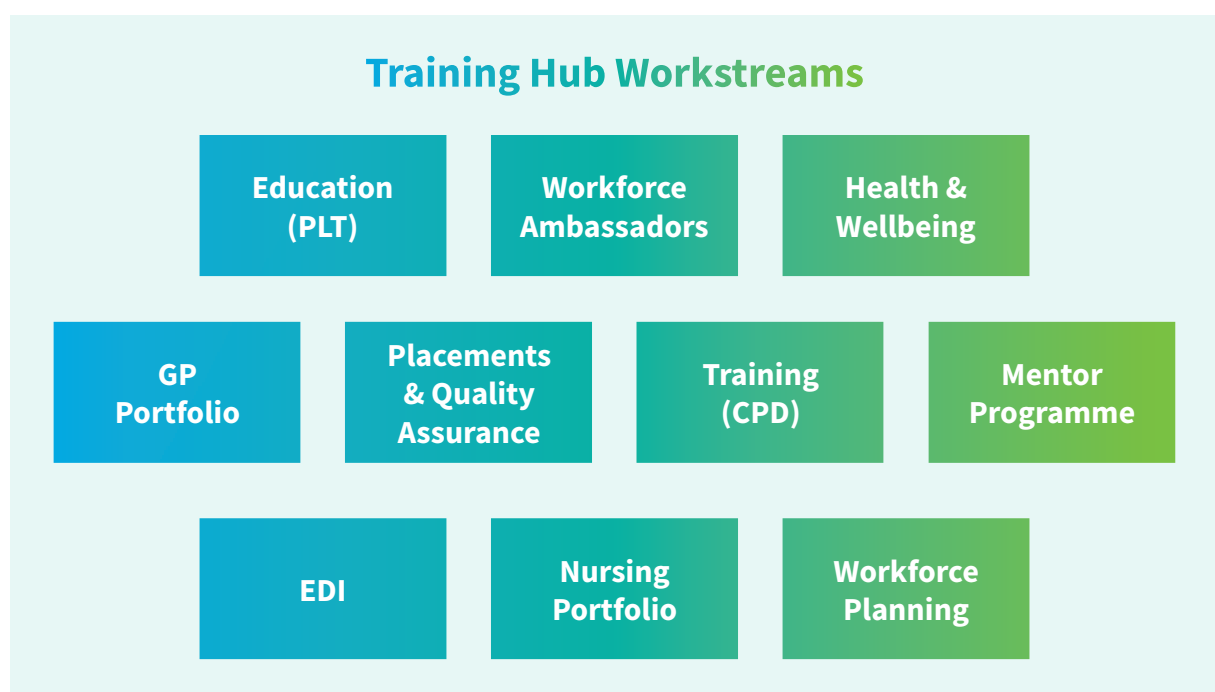 Training Hub Workstreams
Education
(PLT)
Workforce
Ambassadors
Health &
Wellbeing
GP
Portfolio
Placements
& Quality
Assurance
Training
(CPD)
Mentor
Programme
EDI
Nursing
Portfolio
Workforce
Planning